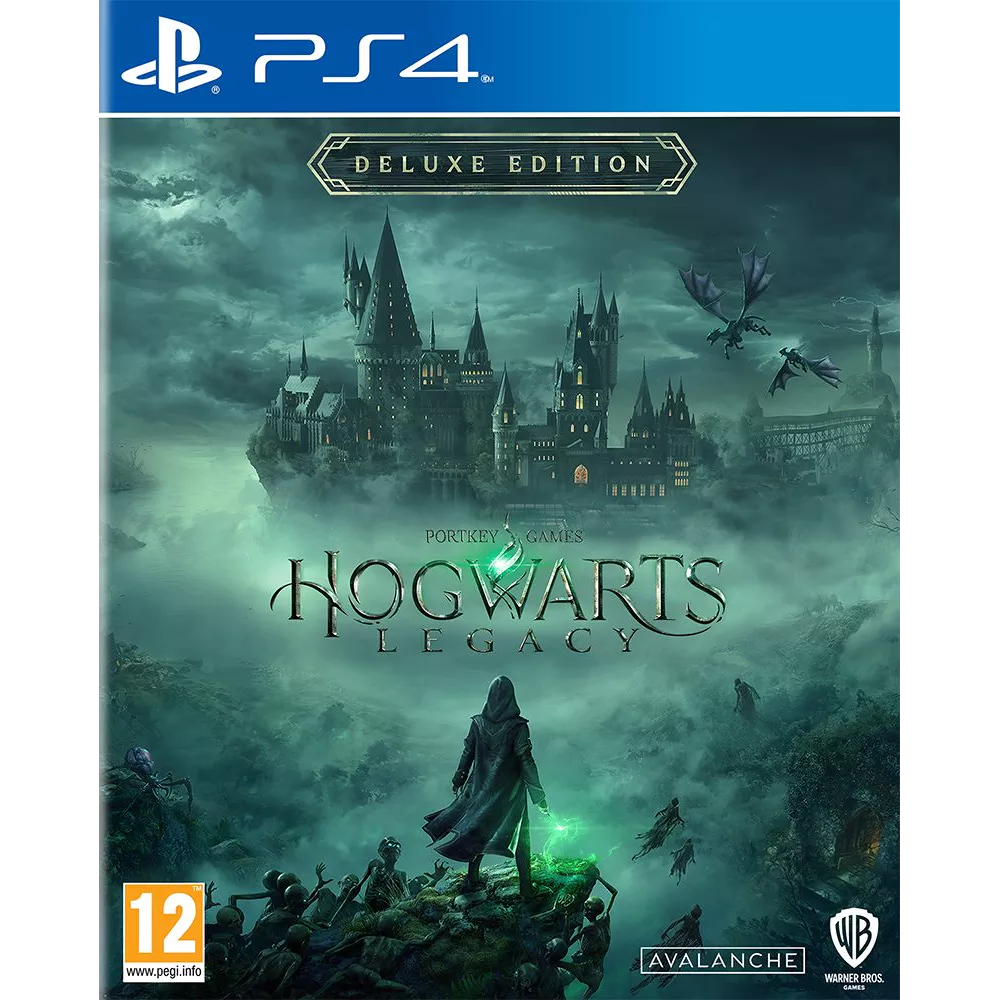 PS4
DELUXE EDITION
PORTKEY GAMES
HOGWARTS
LEGACY
12
www.pegi.info
AVALANCHE
WB
WARNER BROS.
GAMES